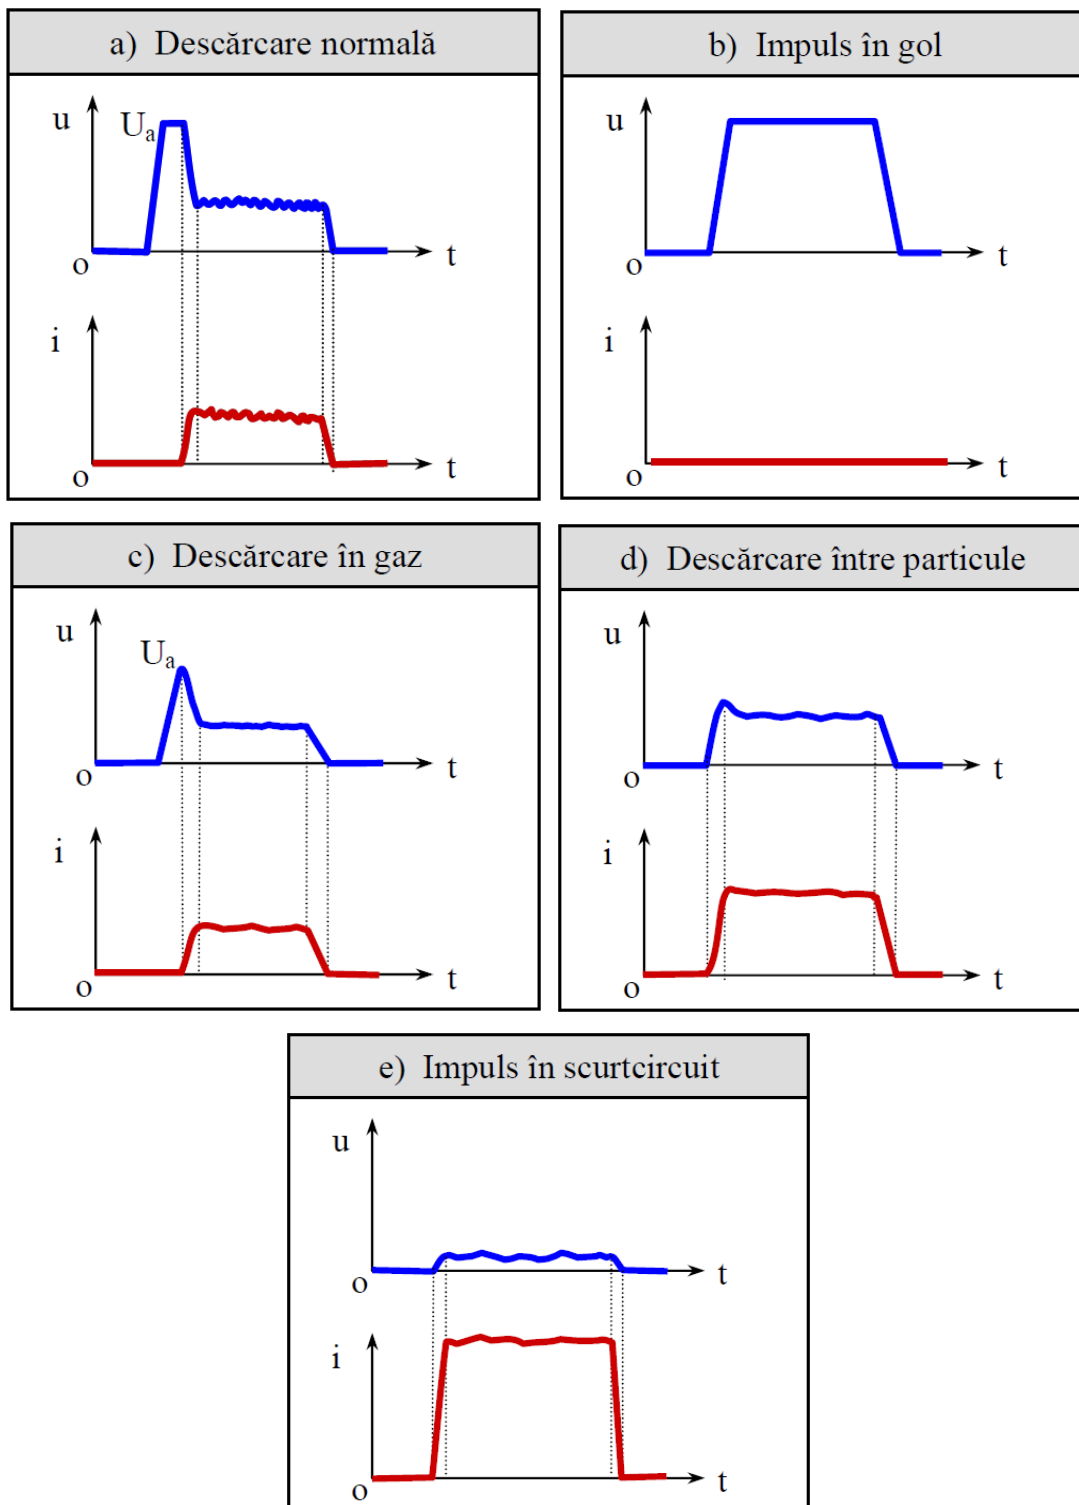 a) Descărcare normală
u
Uₐ
o
t
i
o
t
b) Impuls în gol
u
o
t
i
o
t
c) Descărcare în gaz
u
Uₐ
o
t
i
o
t
d) Descărcare între particule
u
o
t
i
o
t
e) Impuls în scurtcircuit
u
o
t
i
o
t